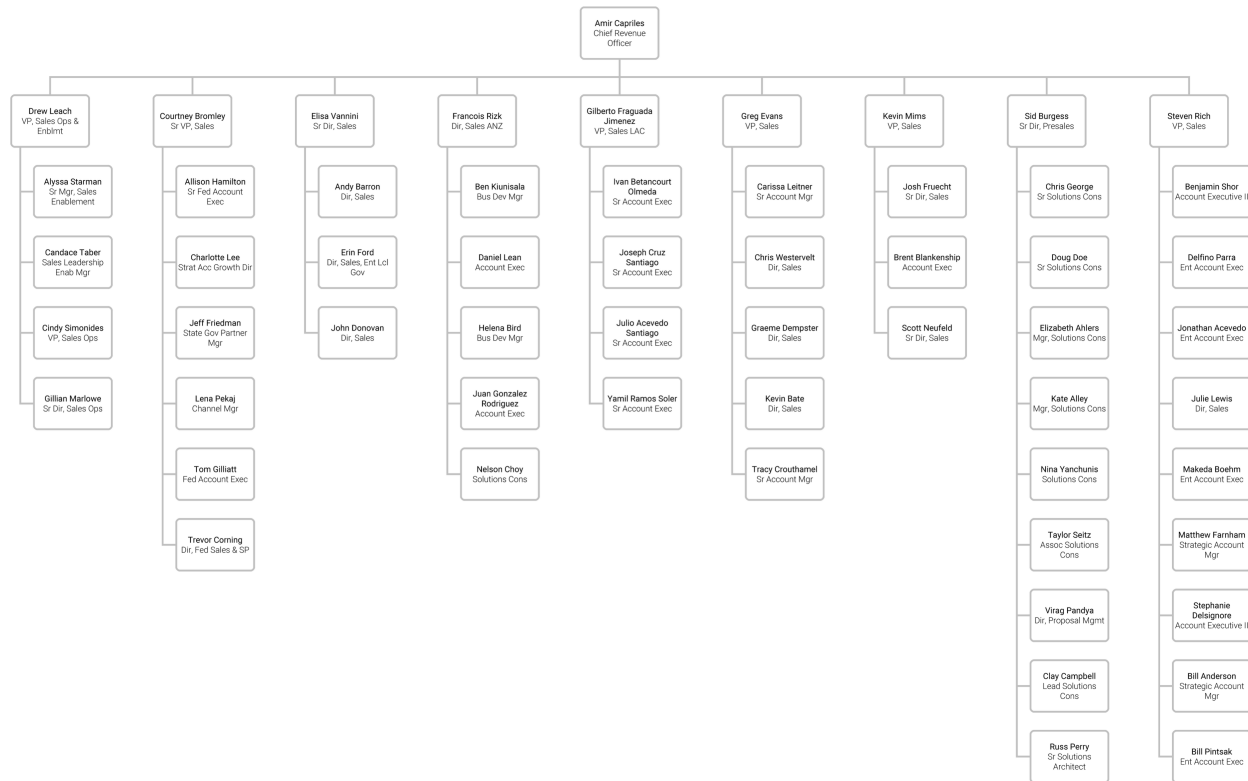 Amir Capriles
Chief Revenue
Officer
Drew Leach
VP, Sales Ops &
Enblmt
Courtney Bromley
Sr VP, Sales
Elisa Vannini
Sr Dir, Sales
Francois Rizk
Dir, Sales ANZ
Gilberto Fraguada
Jimenez
VP, Sales LAC
Greg Evans
VP, Sales
Kevin Mims
VP, Sales
Sid Burgess
Sr Dir, Presales
Steven Rich
VP, Sales
Alyssa Starman
Sr Mgr, Sales
Enablement
Candace Taber
Sales Leadership
Enab Mgr
Cindy Simonides
VP, Sales Ops
Gillian Marlowe
Sr Dir, Sales Ops
Allison Hamilton
Sr Fed Account
Exec
Charlotte Lee
Strat Acc Growth Dir
Jeff Friedman
State Gov Partner
Mgr
Lena Pekaj
Channel Mgr
Tom Gilliatt
Fed Account Exec
Trevor Corning
Dir, Fed Sales & SP
Andy Barron
Dir, Sales
Erin Ford
Dir, Sales, Ent Lcl
Gov
John Donovan
Dir, Sales
Ben Kiunisala
Bus Dev Mgr
Daniel Lean
Account Exec
Helena Bird
Bus Dev Mgr
Juan Gonzalez
Rodriguez
Account Exec
Nelson Choy
Solutions Cons
Ivan Betancourt
Olmeda
Sr Account Exec
Joseph Cruz
Santiago
Sr Account Exec
Julio Acevedo
Santiago
Sr Account Exec
Yamil Ramos Soler
Sr Account Exec
Carissa Leitner
Sr Account Mgr
Chris Westervelt
Dir, Sales
Graeme Dempster
Dir, Sales
Kevin Bate
Dir, Sales
Tracy Crouthamel
Sr Account Mgr
Josh Fruecht
Sr Dir, Sales
Brent Blankenship
Account Exec
Scott Neufeld
Sr Dir, Sales
Chris George
Sr Solutions Cons
Doug Doe
Sr Solutions Cons
Elizabeth Ahlers
Mgr, Solutions Cons
Kate Alley
Mgr, Solutions Cons
Nina Yanchunis
Solutions Cons
Taylor Seitz
Assoc Solutions
Cons
Virag Pandya
Dir, Proposal Mgmt
Clay Campbell
Lead Solutions
Cons
Russ Perry
Sr Solutions
Architect
Benjamin Shor
Account Executive II
Delfino Parra
Ent Account Exec
Jonathan Acevedo
Ent Account Exec
Julie Lewis
Dir, Sales
Makeda Boehm
Ent Account Exec
Matthew Farnham
Strategic Account
Mgr
Stephanie
Delsignore
Account Executive II
Bill Anderson
Strategic Account
Mgr
Bill Pintsak
Ent Account Exec